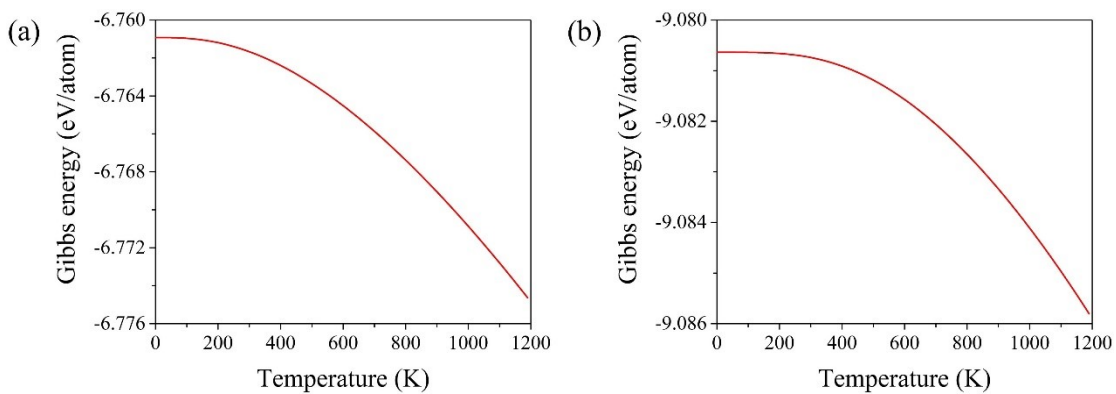 (a)
Gibbs energy (eV/atom)
-6.760
-6.764
-6.768
-6.772
-6.776
0 200 400 600 800 1000 1200
Temperature (K)
(b)
Gibbs energy (eV/atom)
-9.080
-9.082
-9.084
-9.086
0 200 400 600 800 1000 1200
Temperature (K)